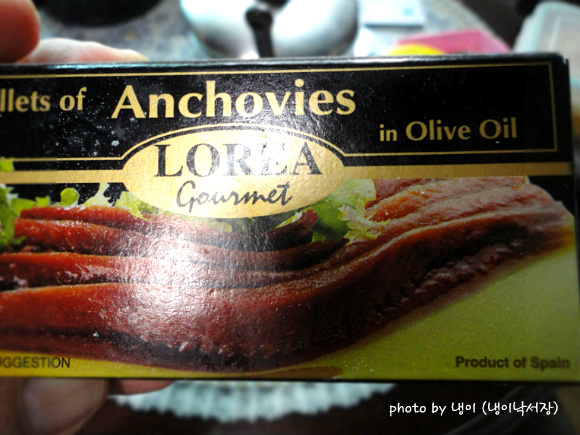 llets of Anchovies
in Olive Oil
LOREA
Gourmet
UGGESTION
Product of Spain
photo by 냉이 (냉이낙서장)